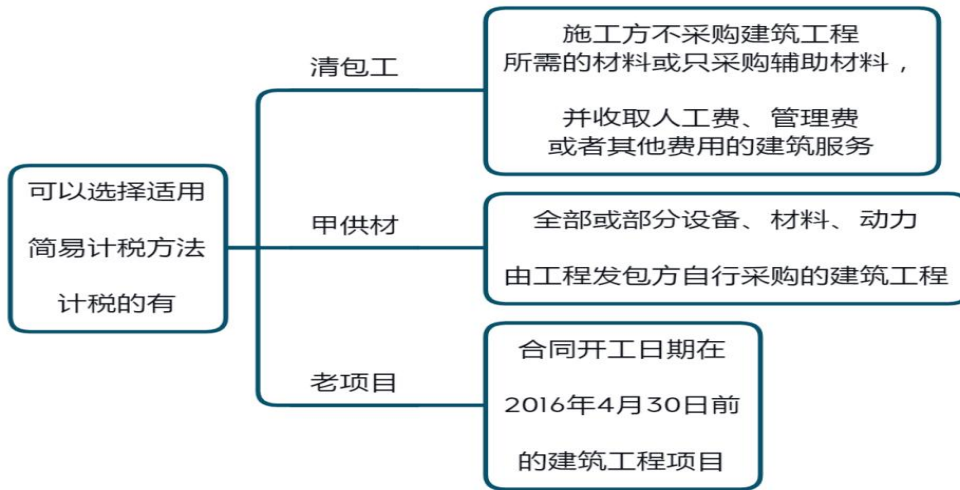 可以选择适用
简易计税方法
计税的有
清包工
施工方不采购建筑工程
所需的材料或只采购辅助材料，
并收取人工费、管理费
或者其他费用的建筑服务
甲供材
全部或部分设备、材料、动力
由工程发包方自行采购的建筑工程
老项目
合同开工日期在
2016年4月30日前
的建筑工程项目